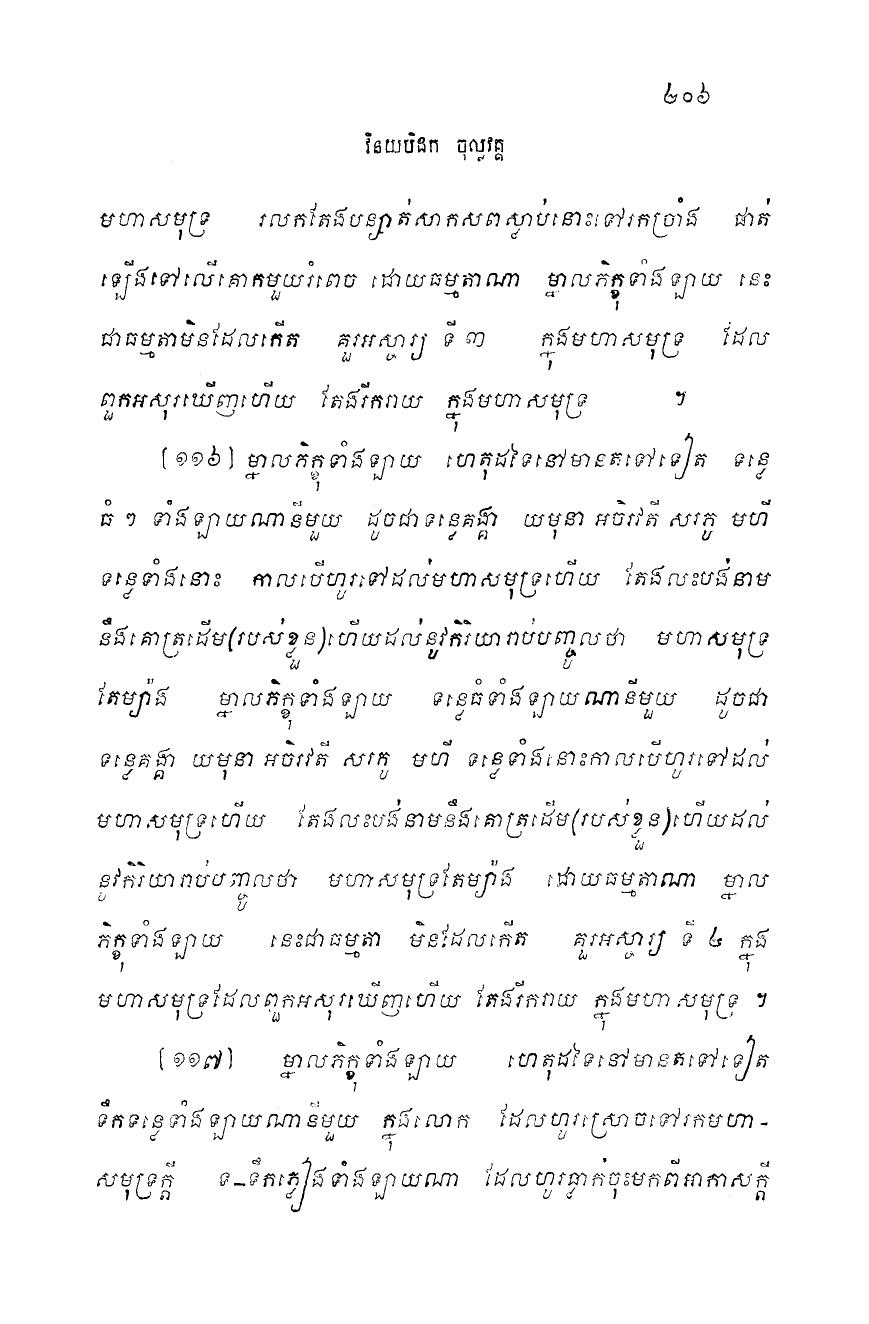 ៤០៦
វិនយបិដក ចុល្លវគ្គ
មហាសមុទ្រ រលកតែងបន្សាត់សាកសពស្លាប់នោះទៅរកច្រាំង ផាត់
ឡើងទៅលើគោកមួយរំពេច ដោយធម្មតាណា ម្នាលភិក្ខុទាំងឡាយ នេះ
ជាធម្មតាមិនដែលកើត គួរអស្ចារ្យ ទី ៣ ក្នុងមហាសមុទ្រ ដែល
ពួកអសុរឃើញហើយ តែងរីករាយ ក្នុងមហាសមុទ្រ ។
[១១៦] ម្នាលភិក្ខុទាំងឡាយ ហេតុដទៃនៅមានតទៅទៀត ទន្លេ
ធំ ៗ ទាំងឡាយណានីមួយ ដូចជាទន្លេគង្គា យមុនា អចិរវតី សរភូ មហី
ទន្លេទាំងនោះ កាលបើហូរទៅដល់មហាសមុទ្រហើយ តែងលះបង់នាម
នឹងគោត្រដើម(របស់ខ្លួន)ហើយដល់នូវកិរិយារាប់បញ្ចូលថា មហាសមុទ្រ
តែម្យ៉ាង ម្នាលភិក្ខុទាំងឡាយ ទន្លេធំទាំងឡាយណានីមួយ ដូចជា
ទន្លេគង្គា យមុនា អចិរវតី សរភូ មហី ទន្លេទាំងនោះកាលបើហូរទៅដល់
មហាសមុទ្រហើយ តែងលះបង់នាមនឹងគោត្រដើម(របស់ខ្លួន)ហើយដល់
នូវកិរិយារាប់បញ្ចូលថា មហាសមុទ្រតែម្យ៉ាង ដោយធម្មតាណា ម្នាល
ភិក្ខុទាំងឡាយ នេះជាធម្មតា មិនដែលកើត គួរអស្ចារ្យ ទី ៤ ក្នុង
មហាសមុទ្រដែលពួកអសុរឃើញហើយ តែងរីករាយ ក្នុងមហាសមុទ្រ ។
[១១៧] ម្នាលភិក្ខុទាំងឡាយ ហេតុដទៃនៅមានតទៅទៀត
ទឹកទន្លេទាំងឡាយណានីមួយ ក្នុងលោក ដែលហូរស្រោចទៅរកមហា-
សមុទ្រក្តី ទ-ទឹកភ្លៀងទាំងឡាយណា ដែលហូរធ្លាក់ចុះមកពីអាកាសក្តី